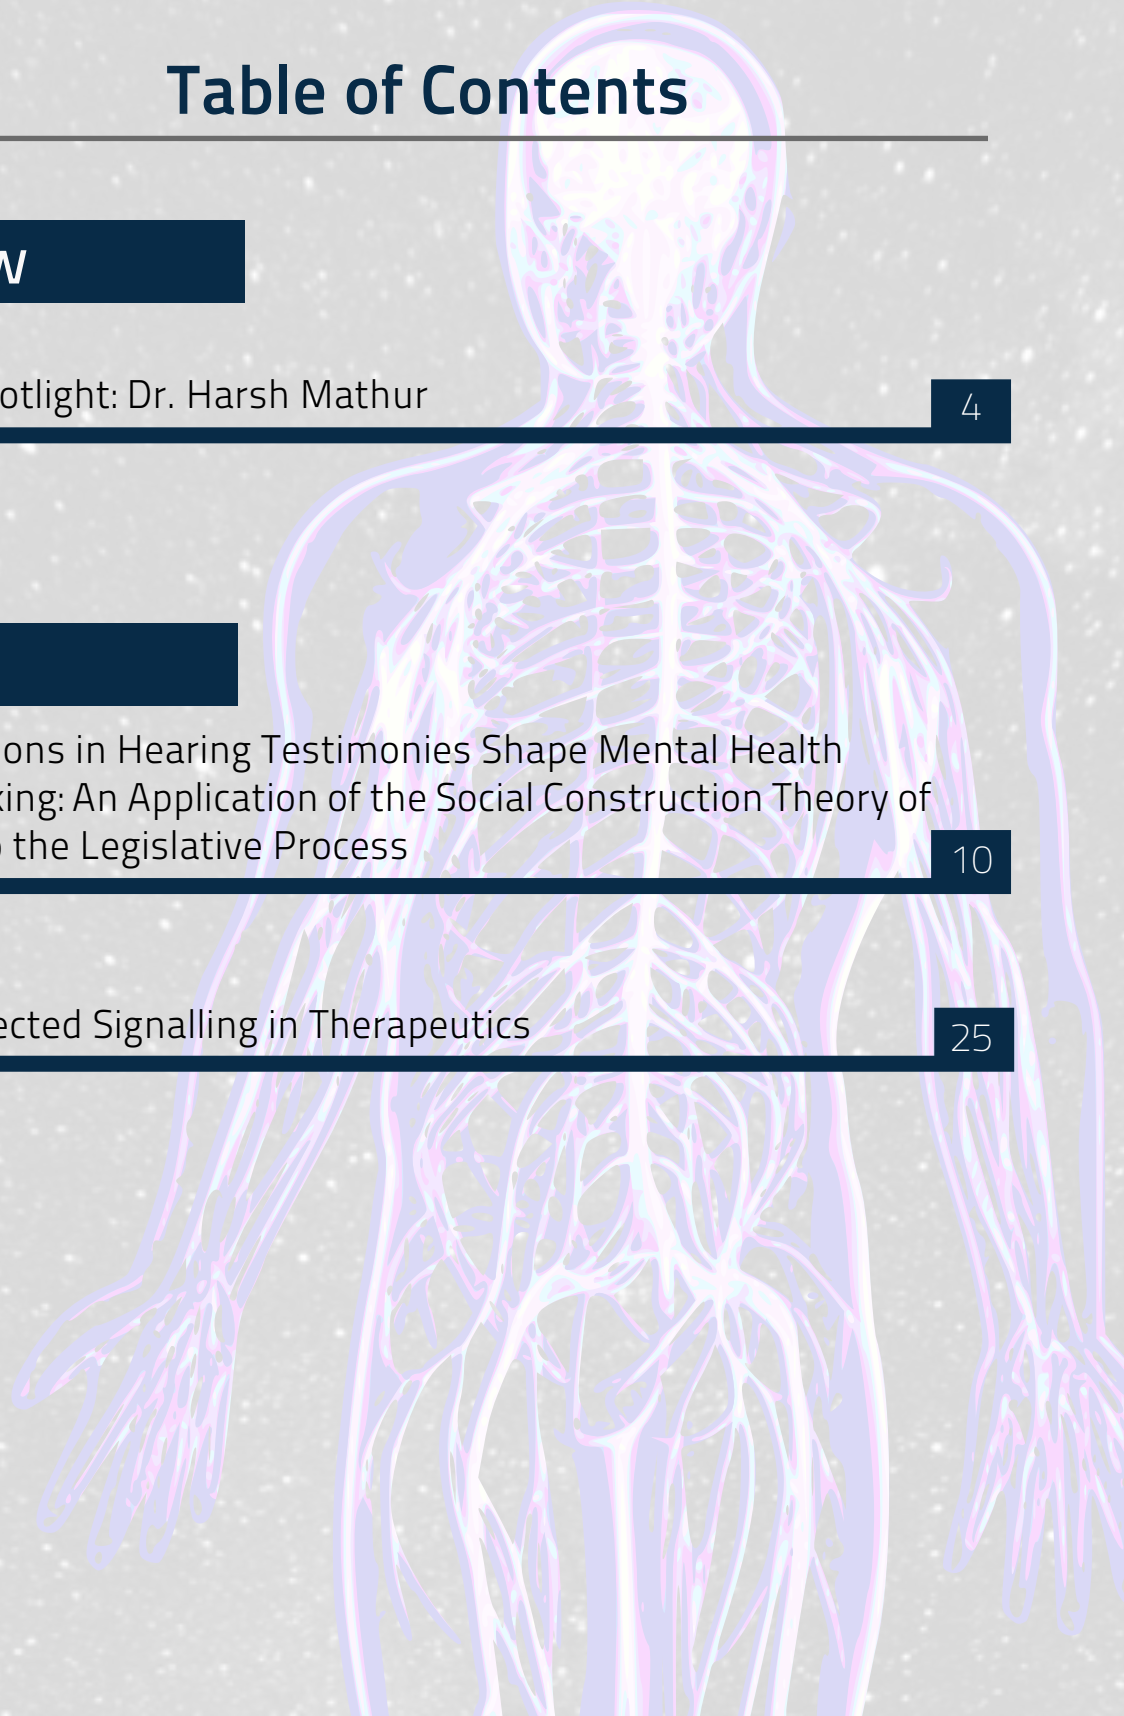 Table of Contents
w
otlight: Dr. Harsh Mathur
4
ons in Hearing Testimonies Shape Mental Health
king: An Application of the Social Construction Theory of
o the Legislative Process
10
ected Signalling in Therapeutics
25